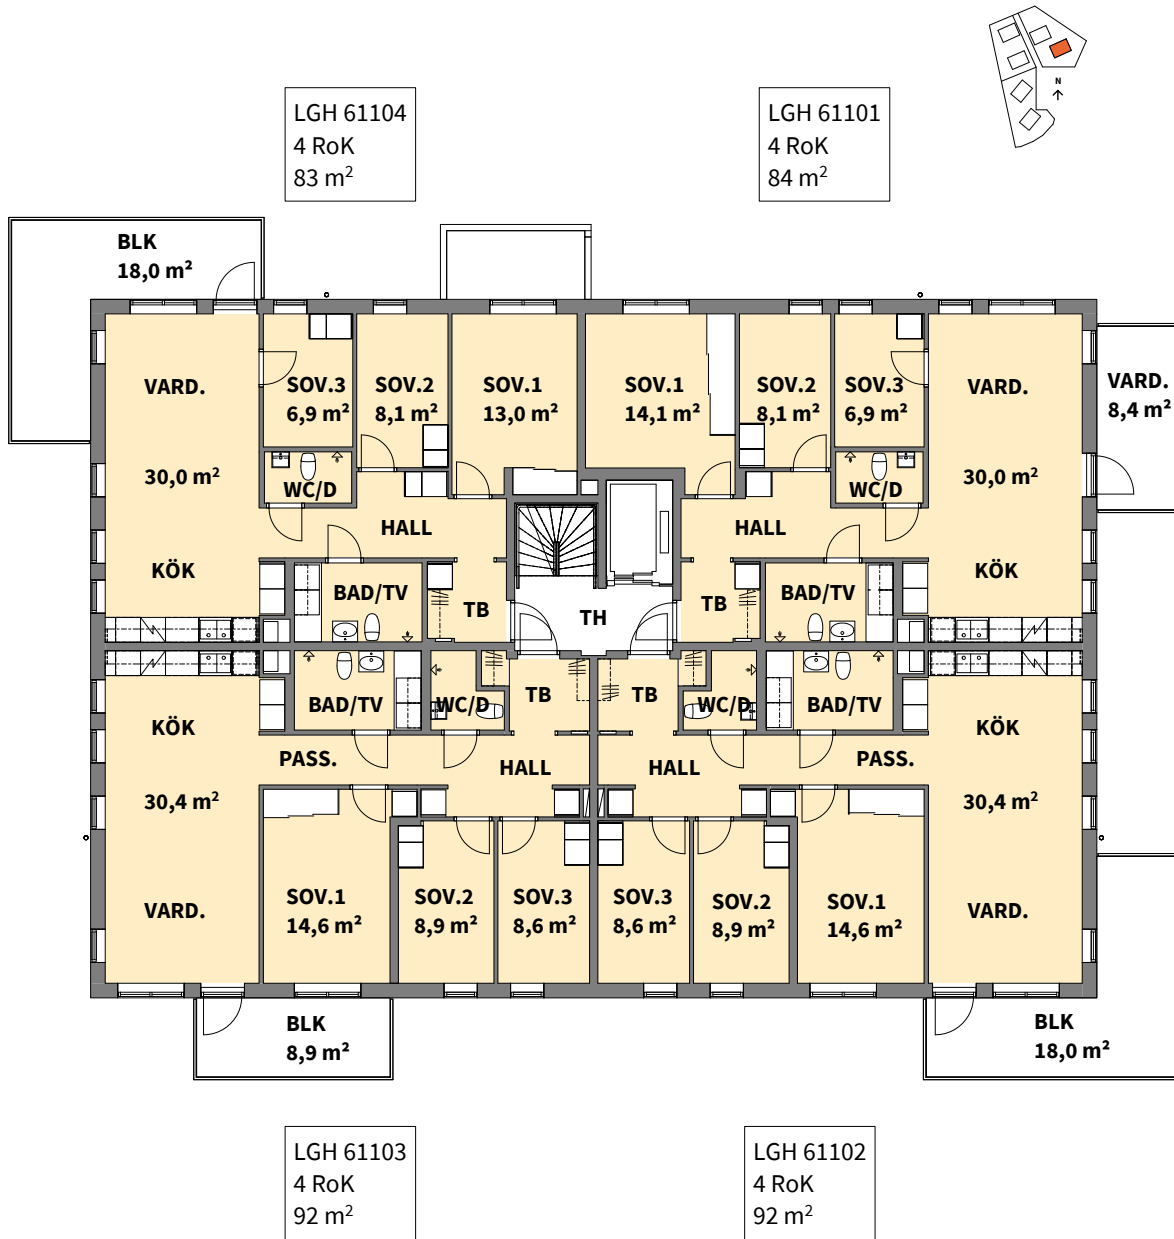 N
LGH 61104
4 RoK
83 m²
LGH 61101
4 RoK
84 m²
BLK
18,0 m²
VARD.
30,0 m²
KÖK
SOV.3
6,9 m²
SOV.2
8,1 m²
SOV.1
13,0 m²
SOV.1
14,1 m²
SOV.2
8,1 m²
SOV.3
6,9 m²
VARD.
30,0 m²
KÖK
VARD.
8,4 m²
WC/D
HALL
HALL
WC/D
BAD/TV
TB
TH
TB
BAD/TV
BAD/TV
WC/D
TB
TB
WC/D
BAD/TV
KÖK
30,4 m²
VARD.
PASS.
HALL
HALL
PASS.
KÖK
30,4 m²
VARD.
SOV.1
14,6 m²
SOV.2
8,9 m²
SOV.3
8,6 m²
SOV.3
8,6 m²
SOV.2
8,9 m²
SOV.1
14,6 m²
BLK
8,9 m²
BLK
18,0 m²
LGH 61103
4 RoK
92 m²
LGH 61102
4 RoK
92 m²